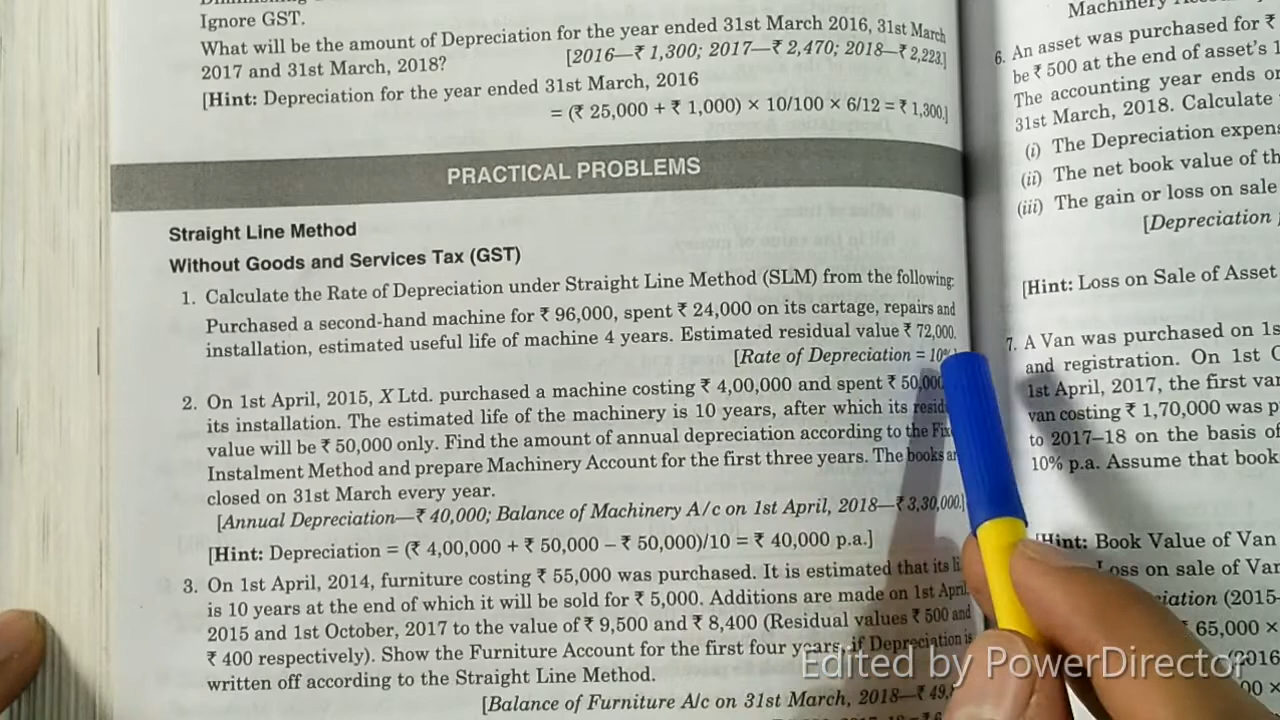 Ignore GST.
What will be the amount of Depreciation for the year ended 31st March 2016, 31st March
2017 and 31st March, 2018? [2016—₹ 1,300; 2017—₹ 2,470; 2018—₹ 2,223.]
[Hint: Depreciation for the year ended 31st March, 2016
= (₹ 25,000 + ₹ 1,000) × 10/100 × 6/12 = ₹ 1,300.]
PRACTICAL PROBLEMS
Straight Line Method
Without Goods and Services Tax (GST)
1. Calculate the Rate of Depreciation under Straight Line Method (SLM) from the following:
Purchased a second-hand machine for ₹ 96,000, spent ₹ 24,000 on its cartage, repairs and
installation, estimated useful life of machine 4 years. Estimated residual value ₹ 72,000.
[Rate of Depreciation = 10%]
2. On 1st April, 2015, X Ltd. purchased a machine costing ₹ 4,00,000 and spent ₹ 50,000
its installation. The estimated life of the machinery is 10 years, after which its
value will be ₹ 50,000 only. Find the amount of annual depreciation according to the
Instalment Method and prepare Machinery Account for the first three years. The books
closed on 31st March every year.
[Annual Depreciation—₹ 40,000; Balance of Machinery A/c on 1st April, 2018—₹ 3,30,000.]
[Hint: Depreciation = (₹ 4,00,000 + ₹ 50,000 – ₹ 50,000)/10 = ₹ 40,000 p.a.]
3. On 1st April, 2014, furniture costing ₹ 55,000 was purchased. It is estimated that its
is 10 years at the end of which it will be sold for ₹ 5,000. Additions are made on 1st April,
2015 and 1st October, 2017 to the value of ₹ 9,500 and ₹ 8,400 (Residual values ₹ 500 and
₹ 400 respectively). Show the Furniture Account for the first four years, if Depreciation is
written off according to the Straight Line Method.
[Balance of Furniture A/c on 31st March, 2018—₹
Machinery
6. An asset was purchased for ₹
be ₹ 500 at the end of asset's
The accounting year ends
31st March, 2018. Calculate
(i) The Depreciation
(ii) The net book value of
(iii) The gain or loss on sale
[Depreciation
[Hint: Loss on Sale of Asset
7. A Van was purchased on
and registration. On 1st
1st April, 2017, the first
van costing ₹ 1,70,000 was
to 2017–18 on the basis of
10% p.a. Assume that
Hint: Book Value of Van
Loss on sale of
(2015-
65,000 ×
Edited by PowerDirector